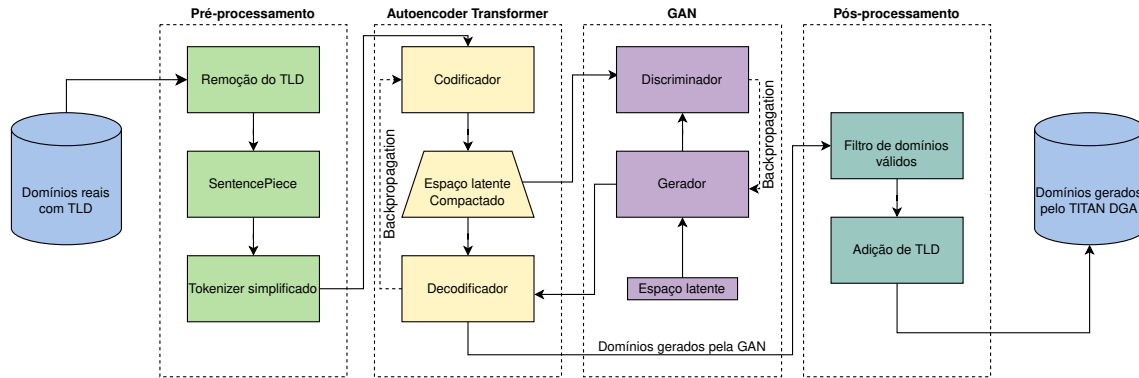 Pré-processamento
Autoencoder Transformer
GAN
Pós-processamento
Domínios reais
com TLD
Remoção do TLD
SentencePiece
Tokenizer simplificado
Codificador
Espaço latente
Compactado
Decodificador
Backpropagation
Discriminador
Gerador
Espaço latente
Backpropagation
Domínios gerados pela GAN
Filtro de domínios
válidos
Adição de TLD
Domínios gerados
pelo TITAN DGA